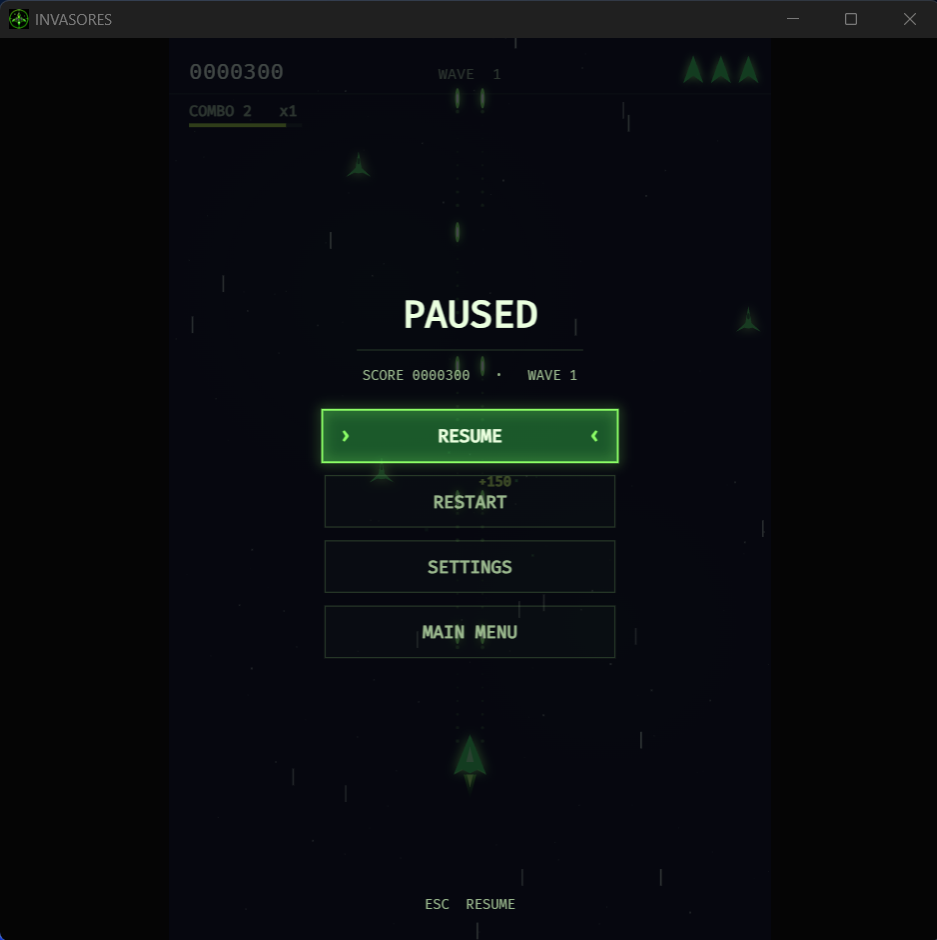 INVASORES
0000300 WAVE 1
COMBO 2 x1
PAUSED
SCORE 0000300 · WAVE 1
› RESUME ‹
+150
RESTART
SETTINGS
MAIN MENU
ESC RESUME